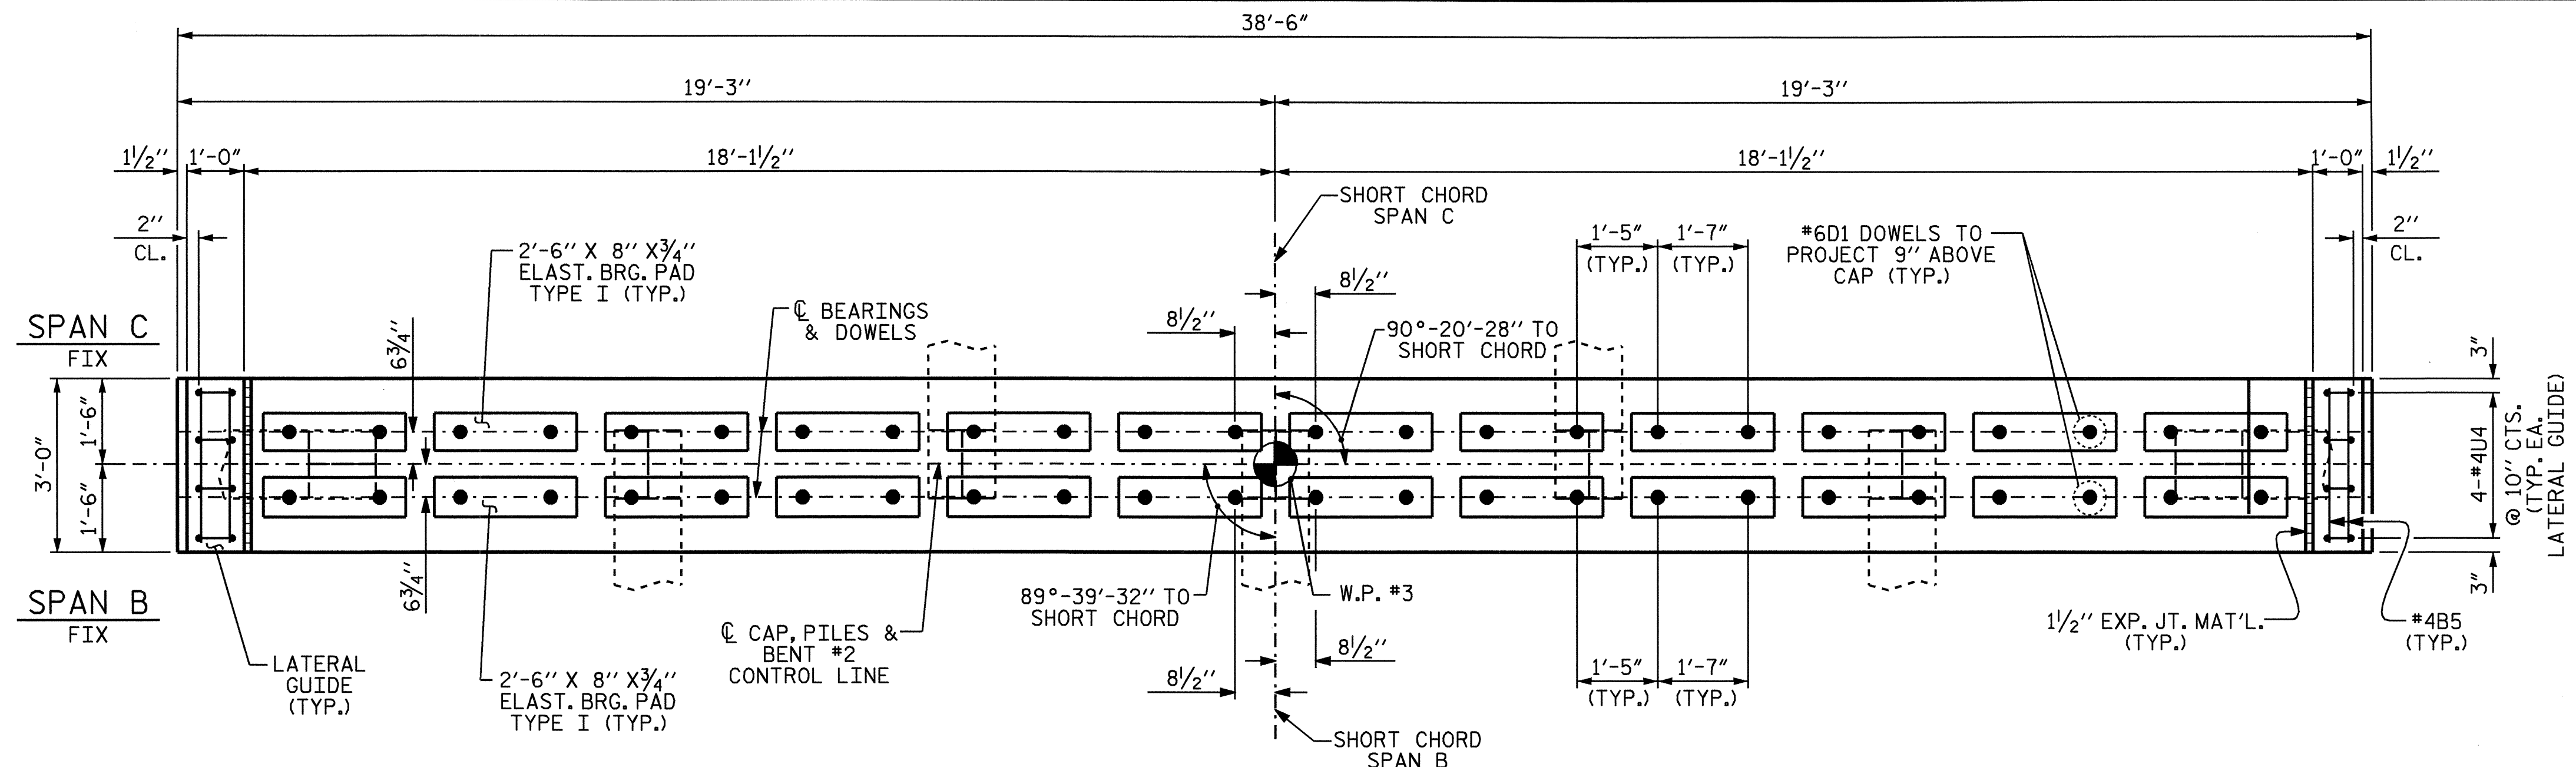 38'-6"
19'-3"
19'-3"
1½"
1'-0"
18'-1½"
18'-1½"
1'-0"
1½"
SHORT CHORD
SPAN C
2"
CL.
2'-6" X 8" X¾"
ELAST. BRG. PAD
TYPE I (TYP.)
1'-5"
(TYP.)
1'-7"
(TYP.)
#6D1 DOWELS TO
PROJECT 9" ABOVE
CAP (TYP.)
2"
CL.
8½"
8½"
℄ BEARINGS
& DOWELS
90°-20'-28" TO
SHORT CHORD
SPAN C
FIX
6¾"
3"
3'-0"
1'-6"
1'-6"
4-#4U4
@ 10" CTS.
(TYP. EA.
LATERAL GUIDE)
6¾"
3"
SPAN B
FIX
89°-39'-32" TO
SHORT CHORD
W.P. #3
℄ CAP, PILES &
BENT #2
CONTROL LINE
1½" EXP. JT. MAT'L.
(TYP.)
#4B5
(TYP.)
LATERAL
GUIDE
(TYP.)
2'-6" X 8" X¾"
ELAST. BRG. PAD
TYPE I (TYP.)
8½"
8½"
1'-5"
(TYP.)
1'-7"
(TYP.)
SHORT CHORD
SPAN B